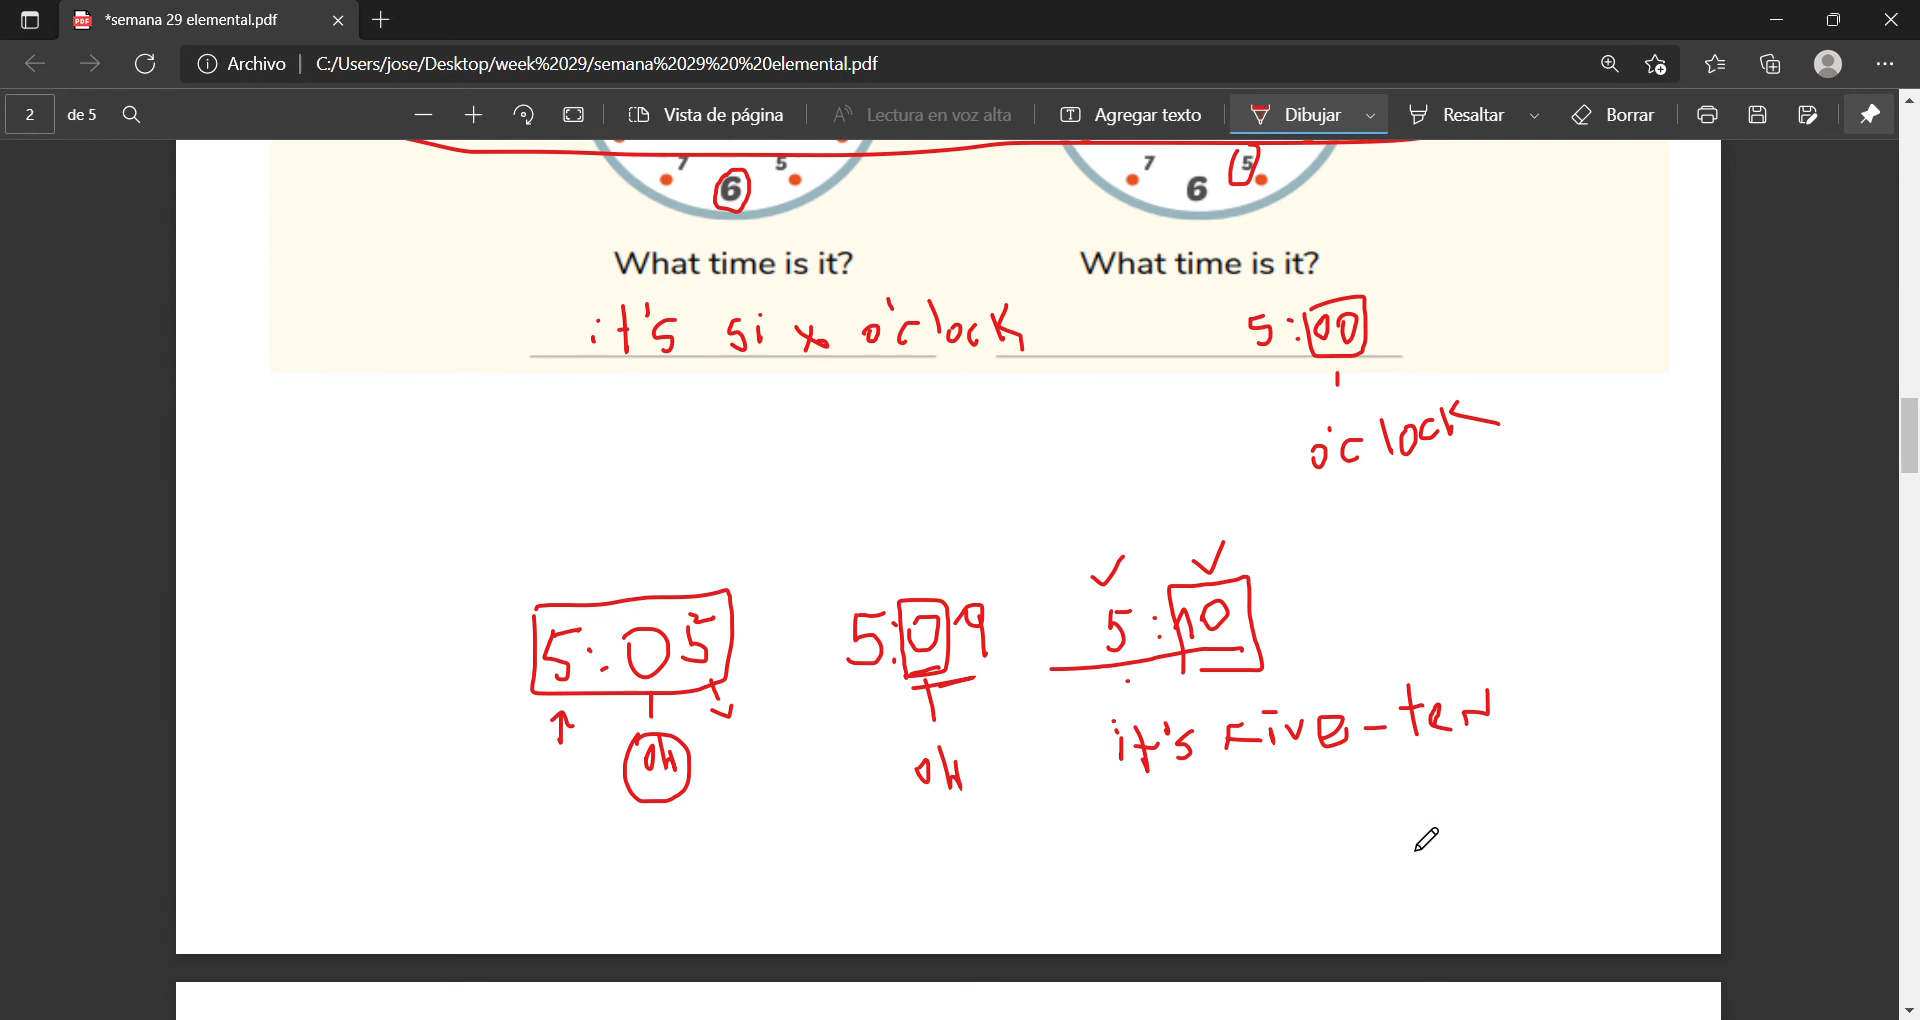 *semana 29 elemental.pdf
Archivo C:/Users/jose/Desktop/week%2029/semana%2029%20%20elemental.pdf
2 de 5 Vista de página Lectura en voz alta Agregar texto Dibujar Resaltar Borrar
7 5 7 5
6 6
What time is it? What time is it?
it's six o'clock 5:00
o'clock
5:05 5:09 5:10
it's Five-ten
oH oH